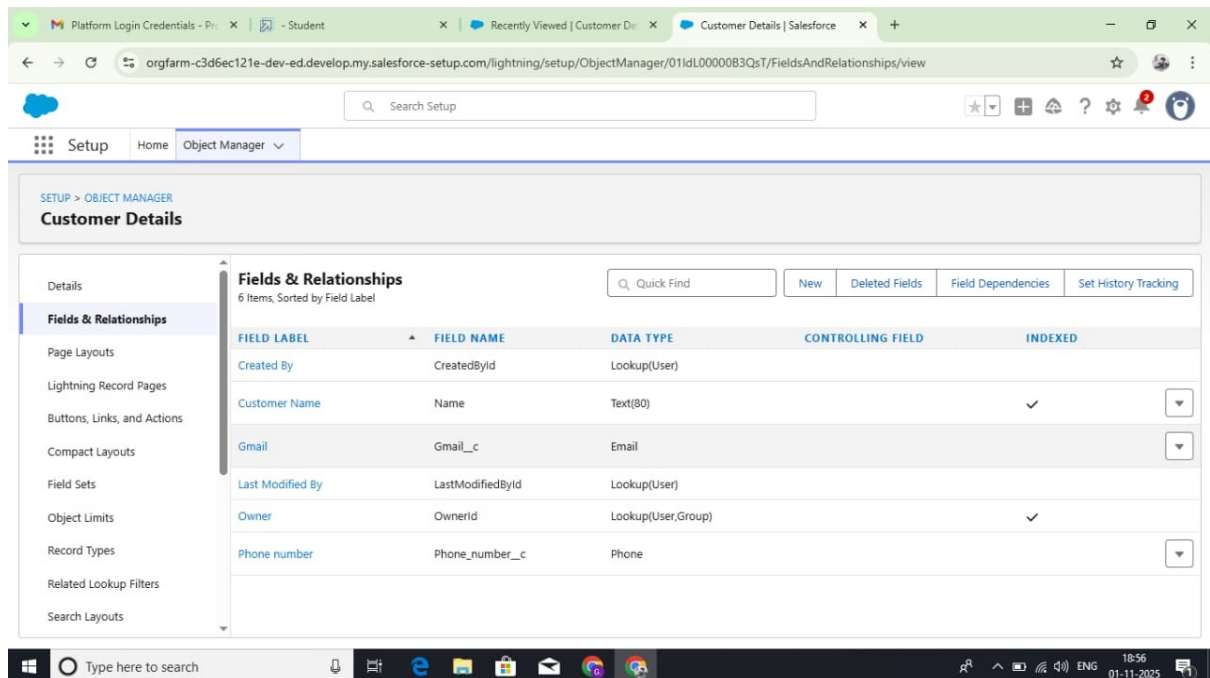 Platform Login Credentials - Pro
- Student
Recently Viewed | Customer De
Customer Details | Salesforce
orgfarm-c3d6ec121e-dev-ed.develop.my.salesforce-setup.com/lightning/setup/ObjectManager/01IdL00000B3QsT/FieldsAndRelationships/view
Search Setup
2
Setup Home Object Manager
SETUP > OBJECT MANAGER
Customer Details
Details
Fields & Relationships
Page Layouts
Lightning Record Pages
Buttons, Links, and Actions
Compact Layouts
Field Sets
Object Limits
Record Types
Related Lookup Filters
Search Layouts
Fields & Relationships
6 Items, Sorted by Field Label
Quick Find New Deleted Fields Field Dependencies Set History Tracking
FIELD LABEL FIELD NAME DATA TYPE CONTROLLING FIELD INDEXED
Created By CreatedById Lookup(User)
Customer Name Name Text(80)
Gmail Gmail__c Email
Last Modified By LastModifiedById Lookup(User)
Owner OwnerId Lookup(User,Group)
Phone number Phone_number__c Phone
Type here to search
ENG
18:56
01-11-2025